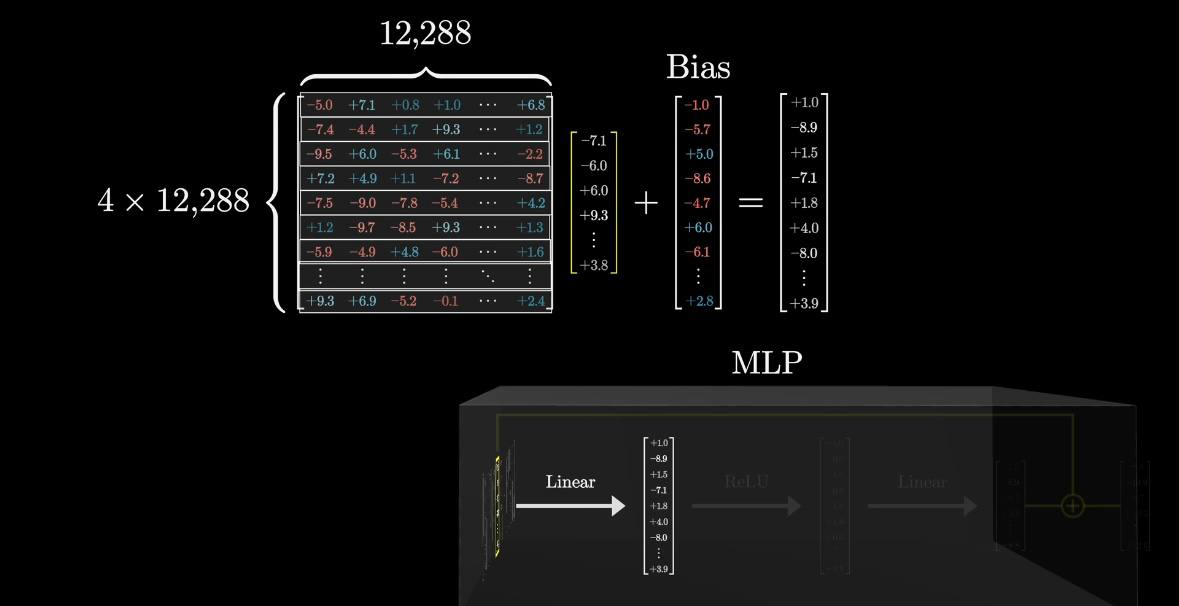 12,288
Bias
4 × 12,288
−5.0 +7.1 +0.8 +1.0 ⋯ +6.8
−7.4 −4.4 +1.7 +9.3 ⋯ +1.2
−9.5 +6.0 −5.3 +6.1 ⋯ −2.2
+7.2 +4.9 +1.1 −7.2 ⋯ −8.7
−7.5 −9.0 −7.8 −5.4 ⋯ +4.2
+1.2 −9.7 −8.5 +9.3 ⋯ +1.3
−5.9 −4.9 +4.8 −6.0 ⋯ +1.6
⋮ ⋮ ⋮ ⋮ ⋱ ⋮
+9.3 +6.9 −5.2 −0.1 ⋯ +2.4
−7.1
−6.0
+6.0
+9.3
⋮
+3.8
+
−1.0
−5.7
+5.0
−8.6
−4.7
+6.0
−6.1
⋮
+2.8
=
+1.0
−8.9
+1.5
−7.1
+1.8
+4.0
−8.0
⋮
+3.9
MLP
Linear
+1.0
−8.9
+1.5
−7.1
+1.8
+4.0
−8.0
⋮
+3.9
ReLU
Linear